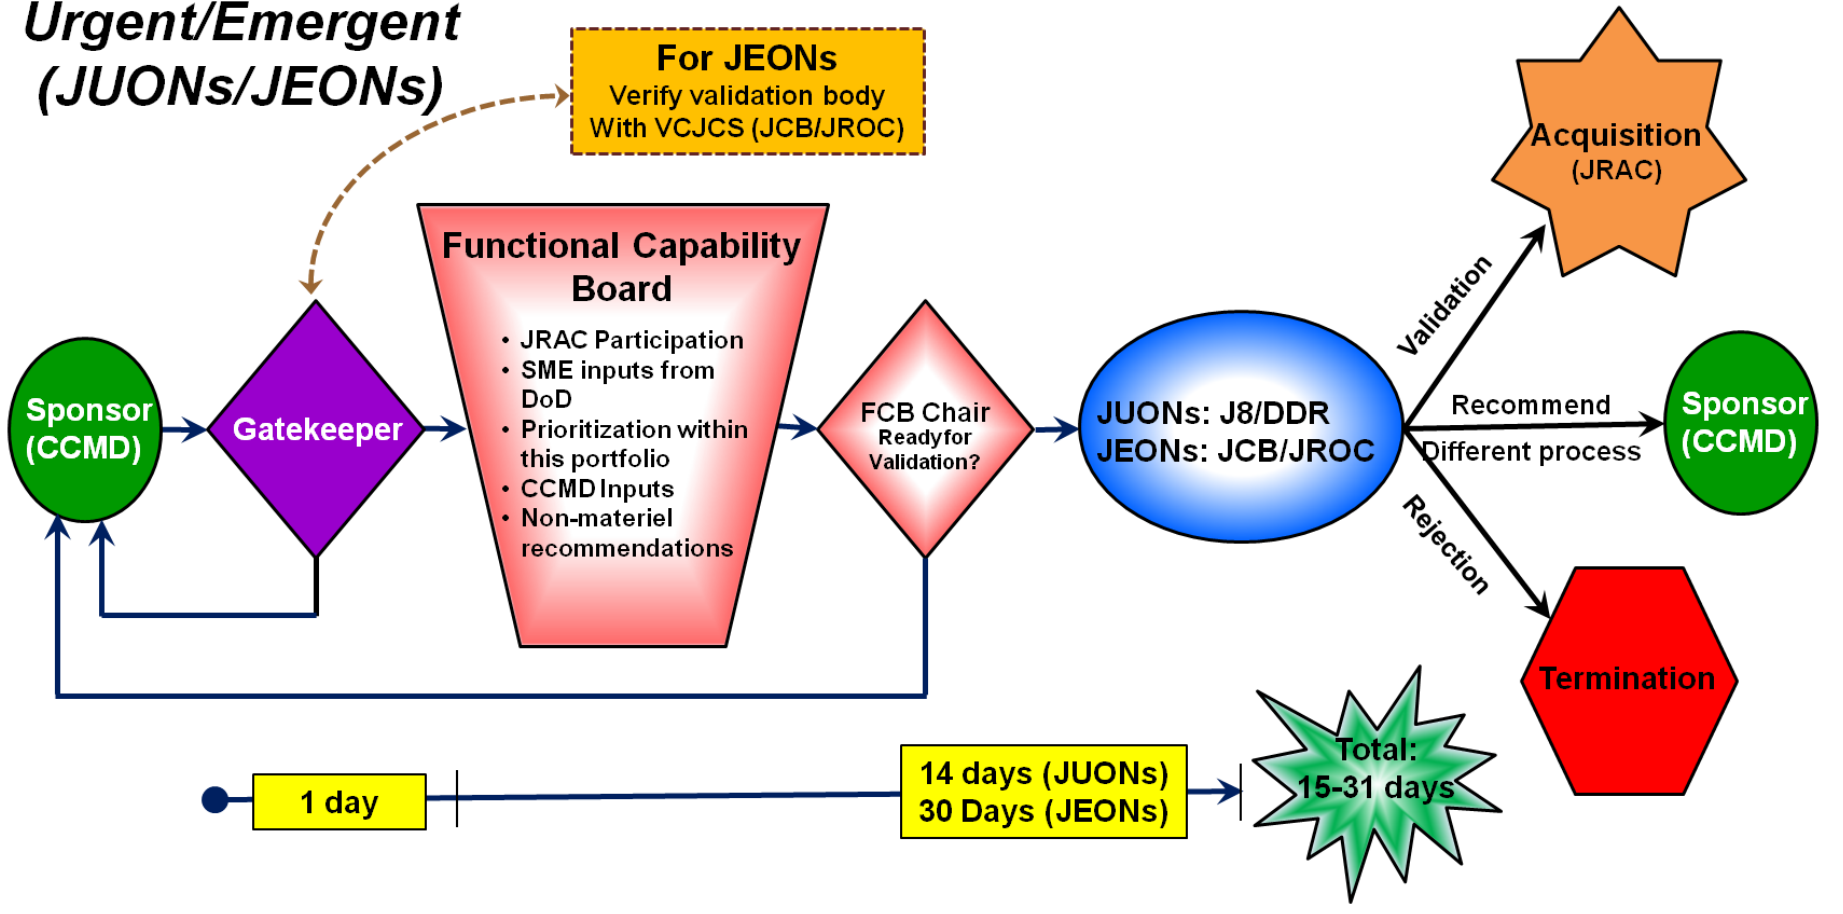 Urgent/Emergent
(JUONs/JEONs)
For JEONs
Verify validation body
With VCJCS (JCB/JROC)
Acquisition
(JRAC)
Functional Capability
Board
• JRAC Participation
• SME inputs from
DoD
• Prioritization within
this portfolio
• CCMD Inputs
• Non-materiel
recommendations
Sponsor
(CCMD)
Gatekeeper
FCB Chair
Ready for
Validation?
JUONs: J8/DDR
JEONs: JCB/JROC
Validation
Recommend
Different process
Rejection
Sponsor
(CCMD)
Termination
1 day
14 days (JUONs)
30 Days (JEONs)
Total:
15-31 days